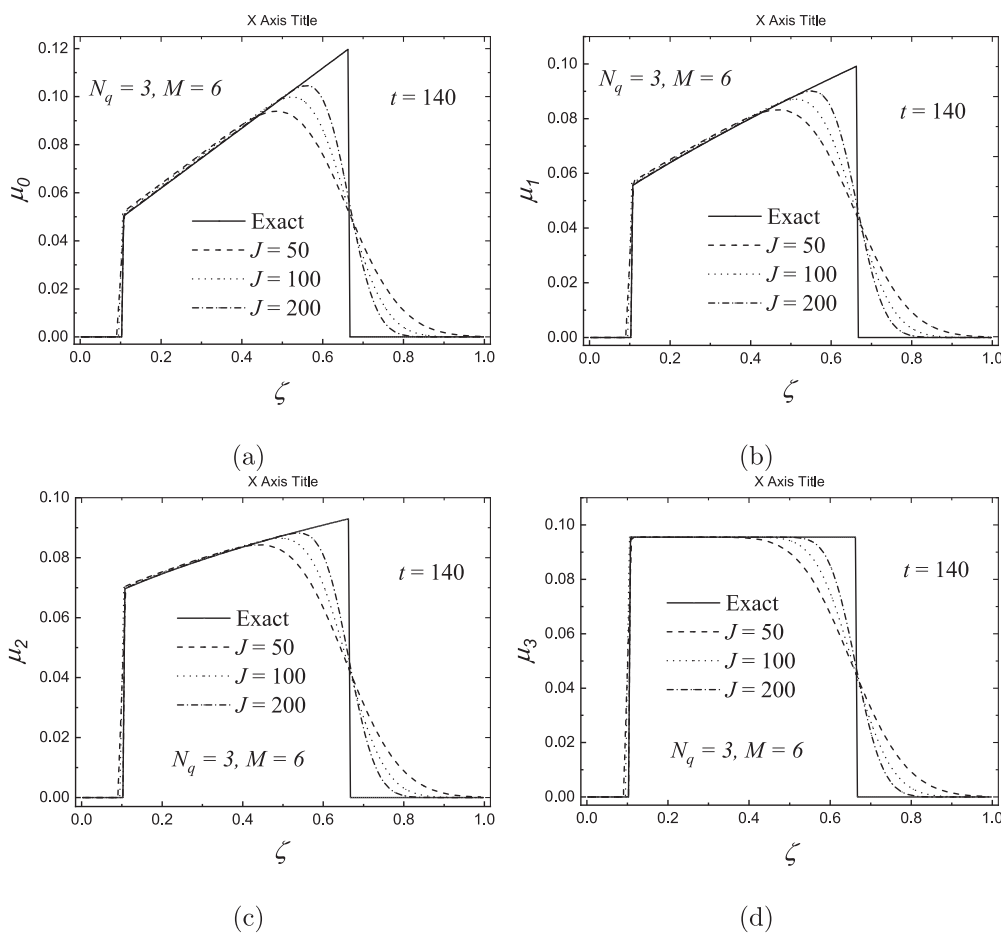 X Axis Title
0.12
0.10
0.08
0.06
0.04
0.02
0.00
μ0
Nq = 3, M = 6
t = 140
Exact
J = 50
J = 100
J = 200
0.0 0.2 0.4 0.6 0.8 1.0
ζ
(a)
X Axis Title
0.10
0.08
0.06
0.04
0.02
0.00
μ1
Nq = 3, M = 6
t = 140
Exact
J = 50
J = 100
J = 200
0.0 0.2 0.4 0.6 0.8 1.0
ζ
(b)
X Axis Title
0.10
0.08
0.06
0.04
0.02
0.00
μ2
t = 140
Exact
J = 50
J = 100
J = 200
Nq = 3, M = 6
0.0 0.2 0.4 0.6 0.8 1.0
ζ
(c)
X Axis Title
0.10
0.08
0.06
0.04
0.02
0.00
μ3
t = 140
Exact
J = 50
J = 100
J = 200
Nq = 3, M = 6
0.0 0.2 0.4 0.6 0.8 1.0
ζ
(d)